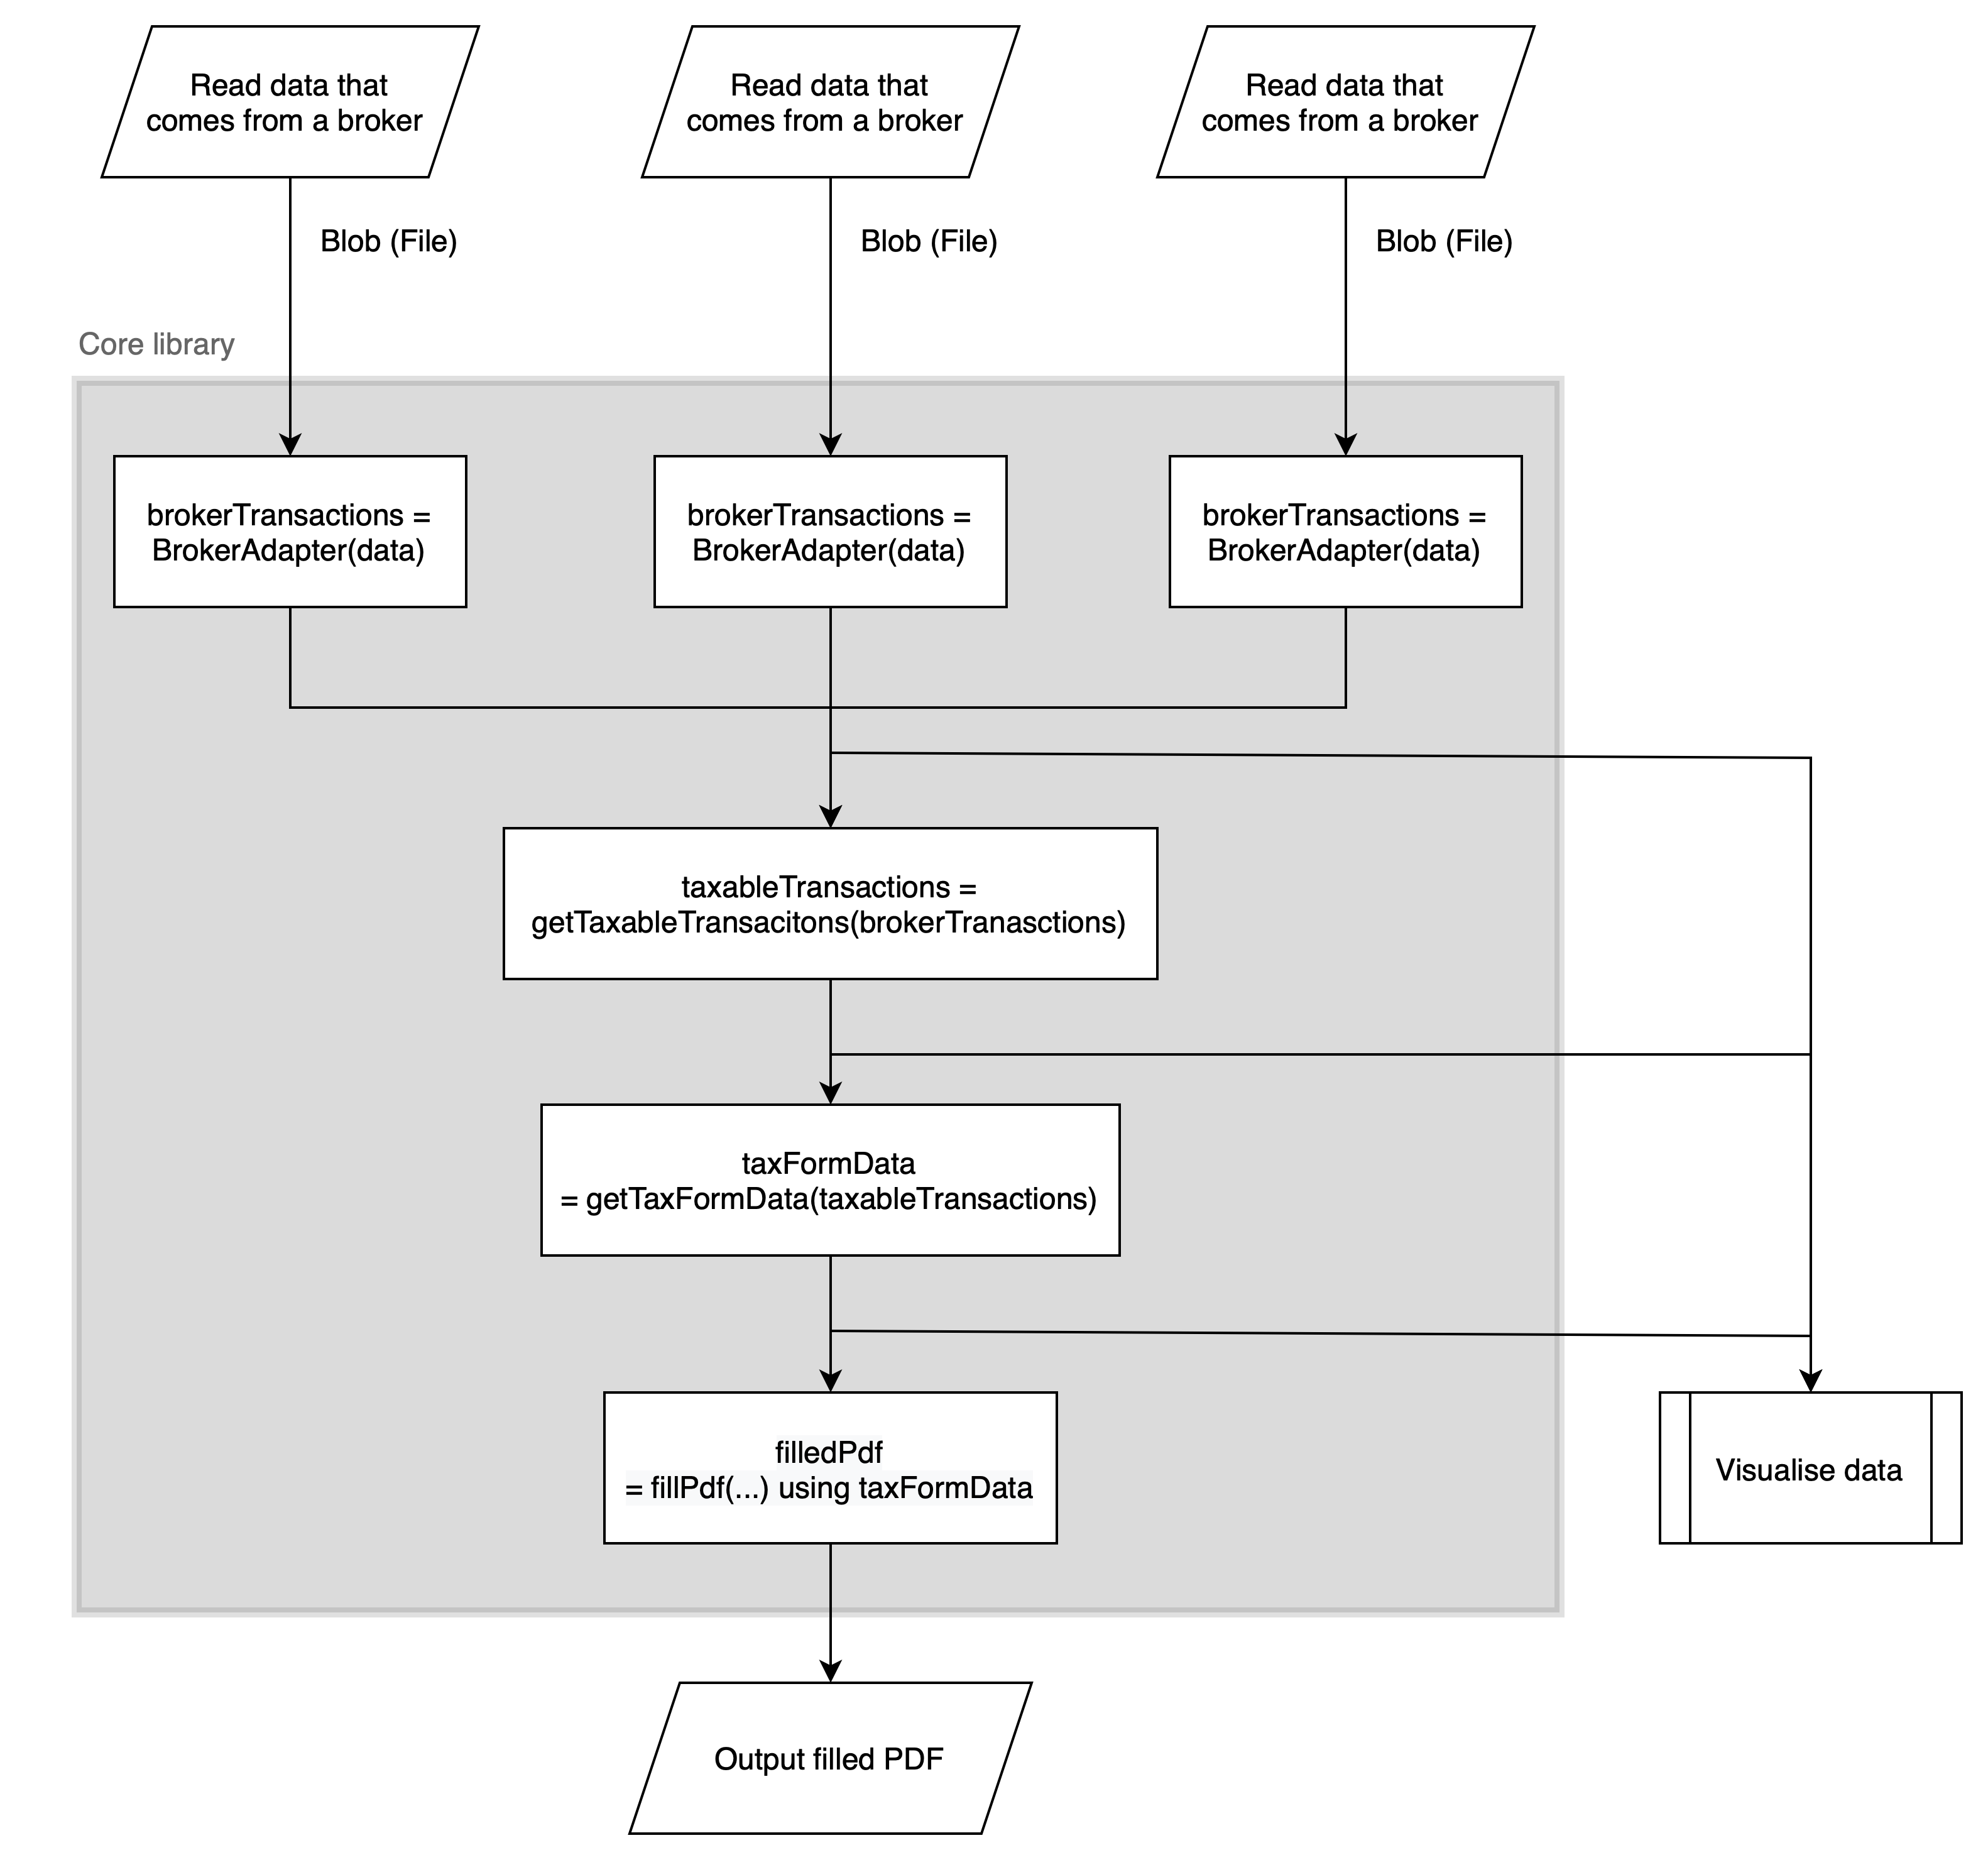 Read data that
comes from a broker
Read data that
comes from a broker
Read data that
comes from a broker
Blob (File)
Blob (File)
Blob (File)
Core library
brokerTransactions =
BrokerAdapter(data)
brokerTransactions =
BrokerAdapter(data)
brokerTransactions =
BrokerAdapter(data)
taxableTransactions =
getTaxableTransacitons(brokerTranasctions)
taxFormData
= getTaxFormData(taxableTransactions)
filledPdf
= fillPdf(...) using taxFormData
Visualise data
Output filled PDF